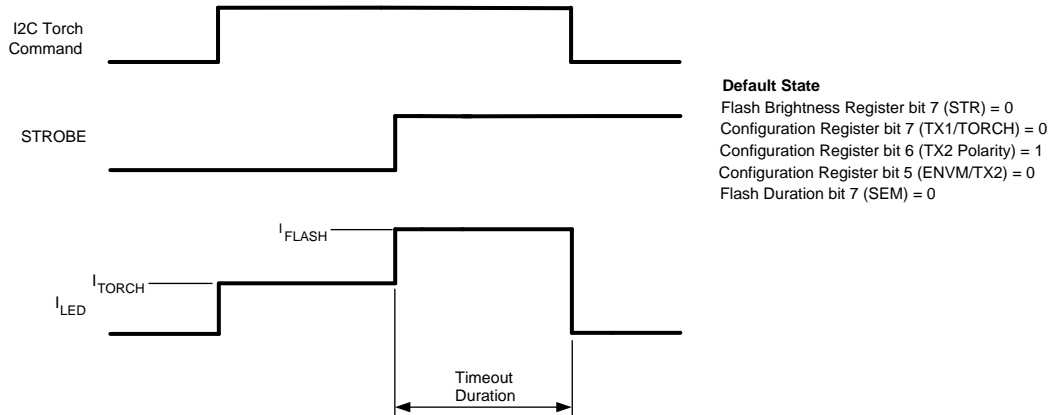 I2C Torch
Command
Default State
Flash Brightness Register bit 7 (STR) = 0
STROBE
Configuration Register bit 7 (TX1/TORCH) = 0
Configuration Register bit 6 (TX2 Polarity) = 1
Configuration Register bit 5 (ENVM/TX2) = 0
Flash Duration bit 7 (SEM) = 0
IFLASH
ITORCH
ILED
Timeout
Duration